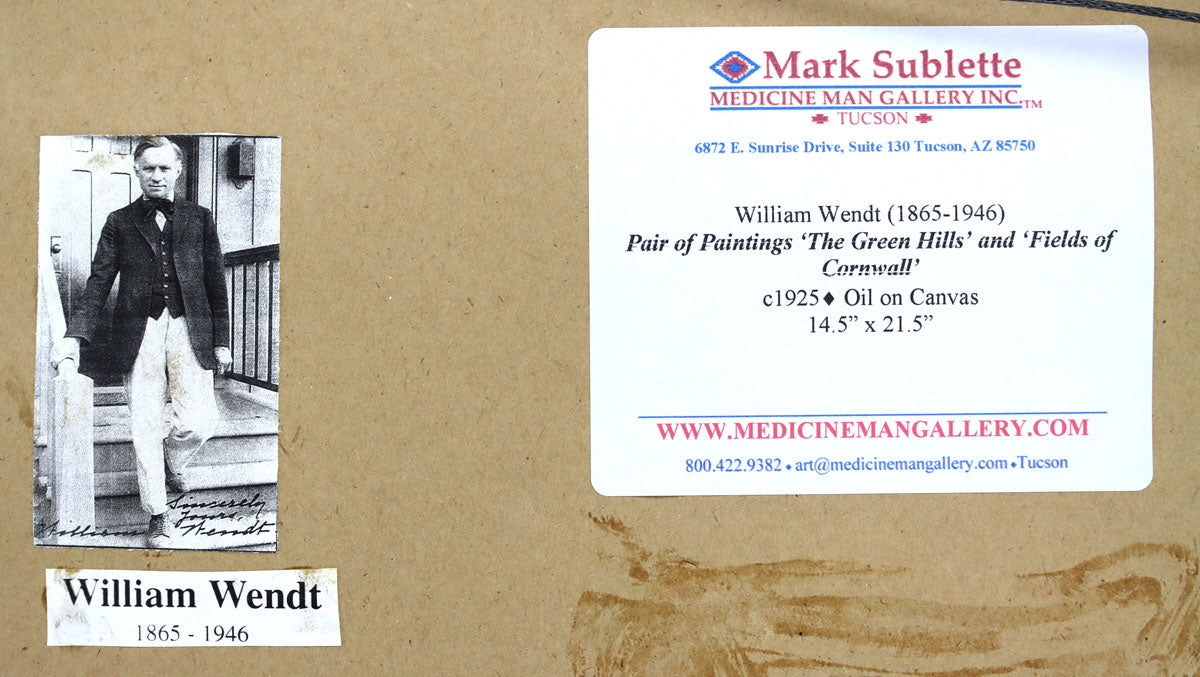 Sincerely
Yours,
William Wendt
William Wendt
1865 - 1946
Mark Sublette
MEDICINE MAN GALLERY INC.™
TUCSON
6872 E. Sunrise Drive, Suite 130 Tucson, AZ 85750
William Wendt (1865-1946)
Pair of Paintings ‘The Green Hills’ and ‘Fields of
Cornwall’
c1925♦ Oil on Canvas
14.5” x 21.5”
WWW.MEDICINEMANGALLERY.COM
800.422.9382 ♦ art@medicinemangallery.com ♦Tucson